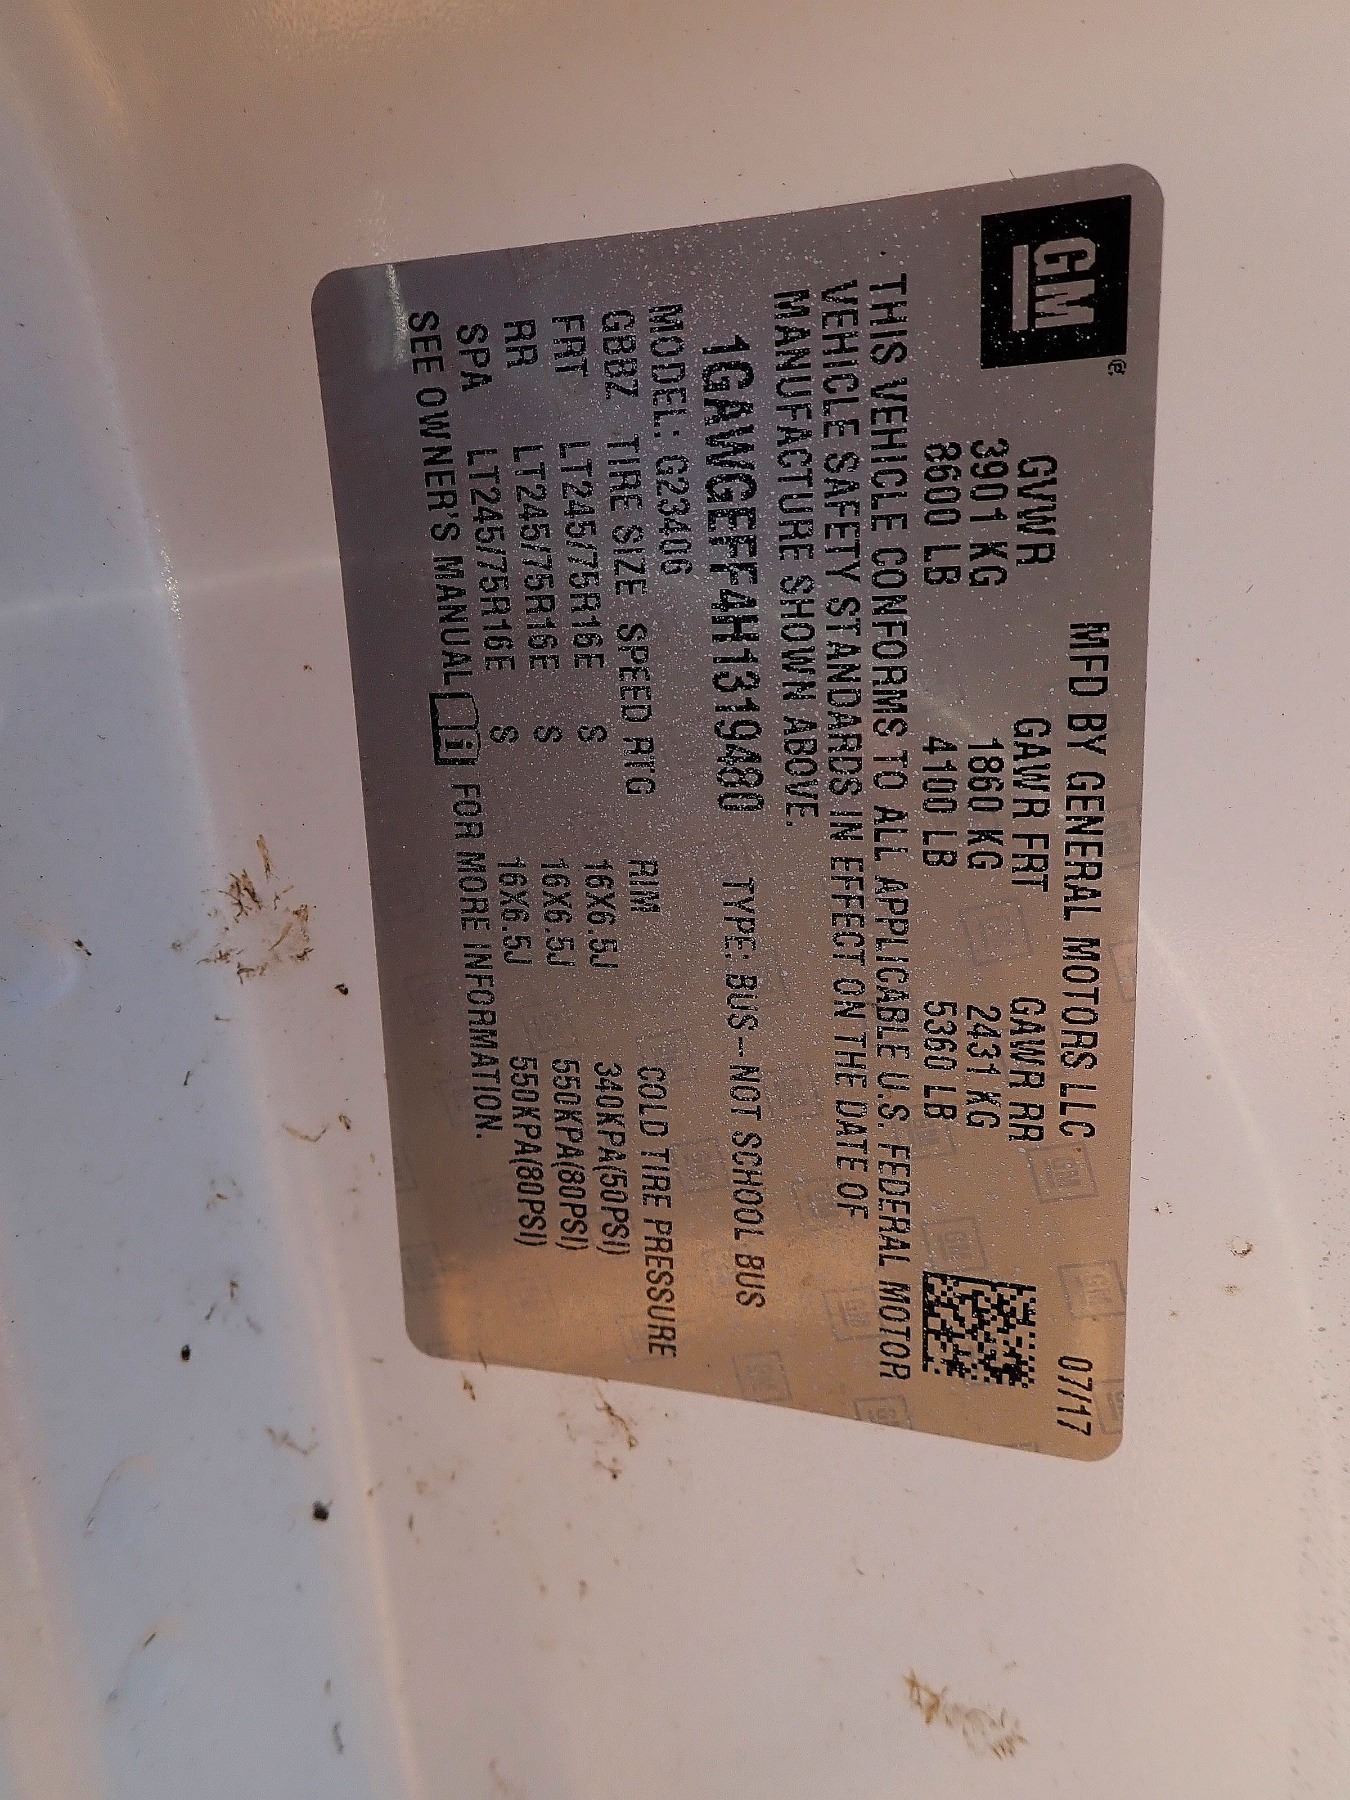 GM
MFD BY GENERAL MOTORS LLC 07/17
GVWR GAWR FRT GAWR RR
3901 KG 1860 KG 2431 KG
8600 LB 4100 LB 5360 LB
THIS VEHICLE CONFORMS TO ALL APPLICABLE U.S. FEDERAL MOTOR
VEHICLE SAFETY STANDARDS IN EFFECT ON THE DATE OF
MANUFACTURE SHOWN ABOVE.
1GAWGEFF4H1319480 TYPE: BUS--NOT SCHOOL BUS
MODEL: G23406
GBBZ TIRE SIZE SPEED RTG RIM COLD TIRE PRESSURE
FRT LT245/75R16E S 16X6.5J 340KPA(50PSI)
RR LT245/75R16E S 16X6.5J 550KPA(80PSI)
SPA LT245/75R16E S 16X6.5J 550KPA(80PSI)
SEE OWNER'S MANUAL FOR MORE INFORMATION.